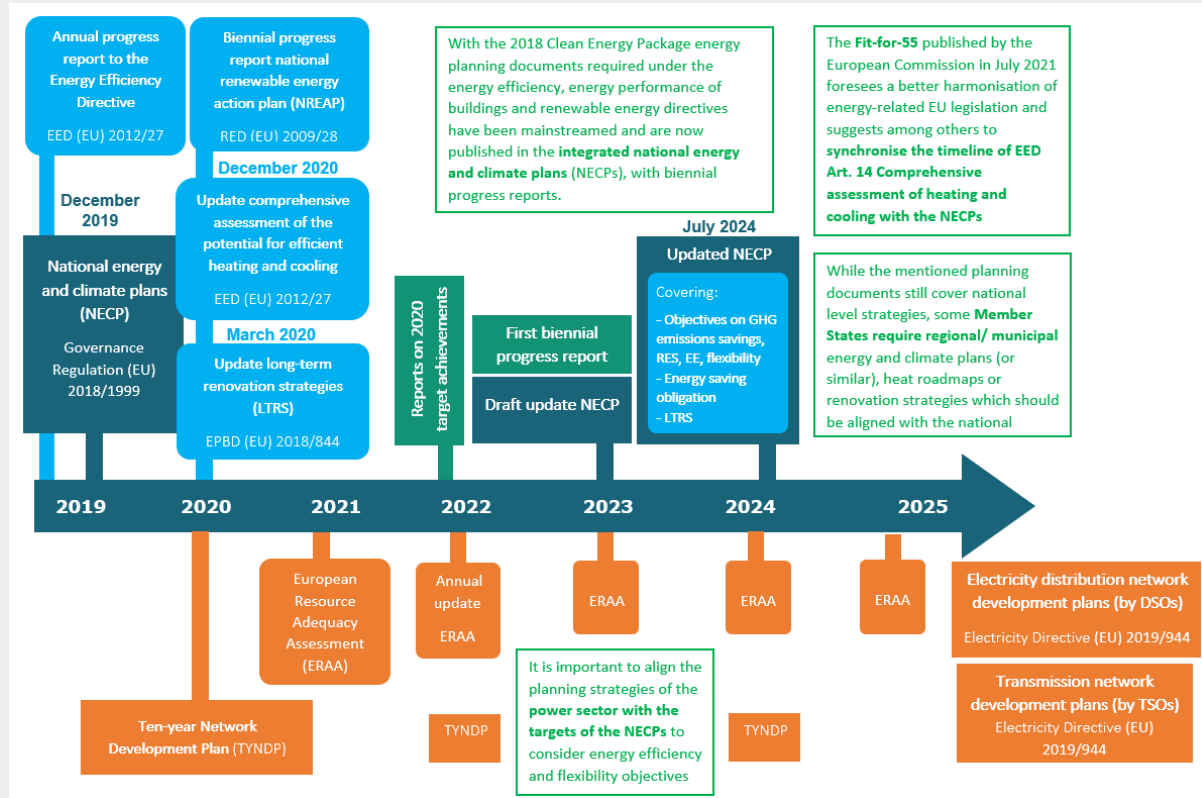 Annual progress
report to the
Energy Efficiency
Directive
EED (EU) 2012/27
Biennial progress
report national
renewable energy
action plan (NREAP)
RED (EU) 2009/28
December
2019
National energy
and climate plans
(NECP)
Governance
Regulation (EU)
2018/1999
December 2020
Update comprehensive
assessment of the
potential for efficient
heating and cooling
EED (EU) 2012/27
March 2020
Update long-term
renovation strategies
(LTRS)
EPBD (EU) 2018/844
With the 2018 Clean Energy Package energy
planning documents required under the
energy efficiency, energy performance of
buildings and renewable energy directives
have been mainstreamed and are now
published in the integrated national energy
and climate plans (NECPs), with biennial
progress reports.
The Fit-for-55 published by the
European Commission in July 2021
foresees a better harmonisation of
energy-related EU legislation and
suggests among others to
synchronise the timeline of EED
Art. 14 Comprehensive
assessment of heating and
cooling with the NECPs
Reports on 2020
target achievements
First biennial
progress report
Draft update NECP
July 2024
Updated NECP
Covering:
- Objectives on GHG
emissions savings,
RES, EE, flexibility
- Energy saving
obligation
- LTRS
While the mentioned planning
documents still cover national
level strategies, some Member
States require regional/ municipal
energy and climate plans (or
similar), heat roadmaps or
renovation strategies which should
be aligned with the national
2019 2020 2021 2022 2023 2024 2025
European
Resource
Adequacy
Assessment
(ERAA)
Annual
update
ERAA
ERAA
ERAA
ERAA
Electricity distribution network
development plans (by DSOs)
Electricity Directive (EU) 2019/944
Ten-year Network
Development Plan (TYNDP)
TYNDP
It is important to align the
planning strategies of the
power sector with the
targets of the NECPs to
consider energy efficiency
and flexibility objectives
TYNDP
Transmission network
development plans (by TSOs)
Electricity Directive (EU)
2019/944